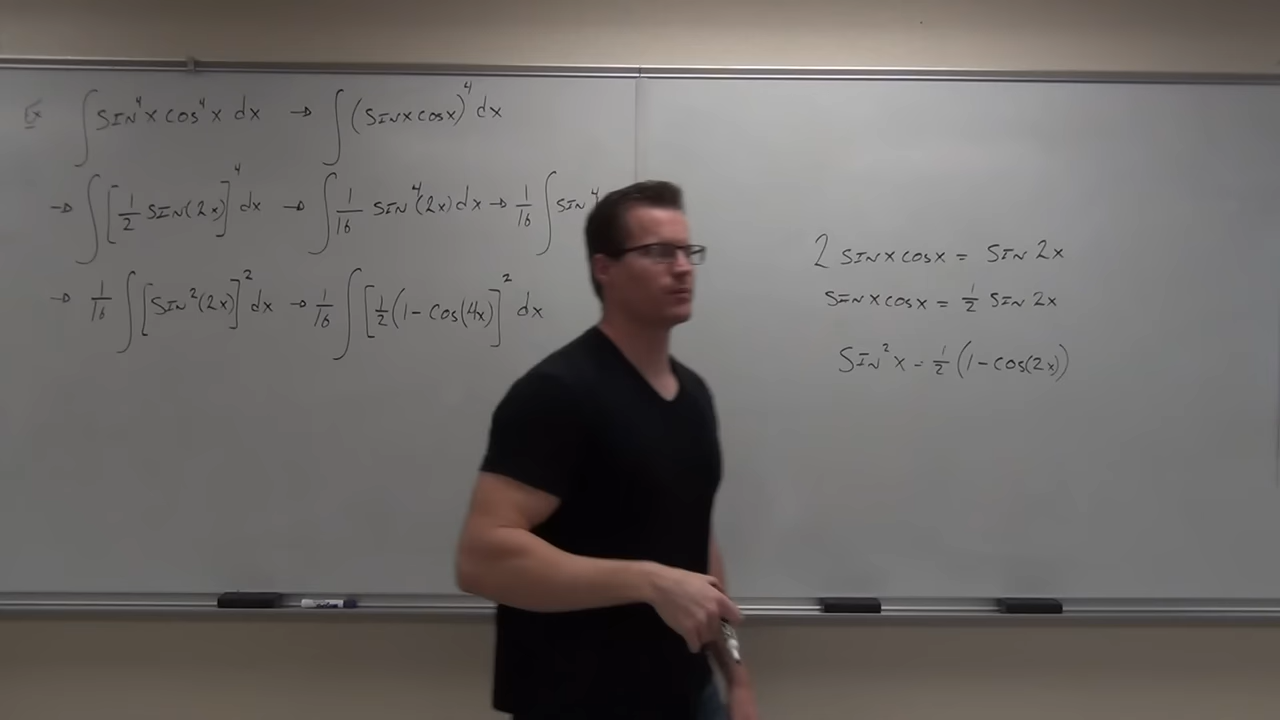 Ex ∫ SIN⁴x cos⁴x dx → ∫ (SINx cosx)⁴ dx
→ ∫ [1/2 SIN(2x)]⁴ dx → ∫ 1/16 SIN⁴(2x) dx → 1/16 ∫ SIN⁴
→ 1/16 ∫ [SIN²(2x)]² dx → 1/16 ∫ [1/2 (1 - cos(4x)]² dx
2 SINx cosx = SIN 2x
SINx cosx = 1/2 SIN 2x
SIN² x = 1/2 (1 - cos(2x))